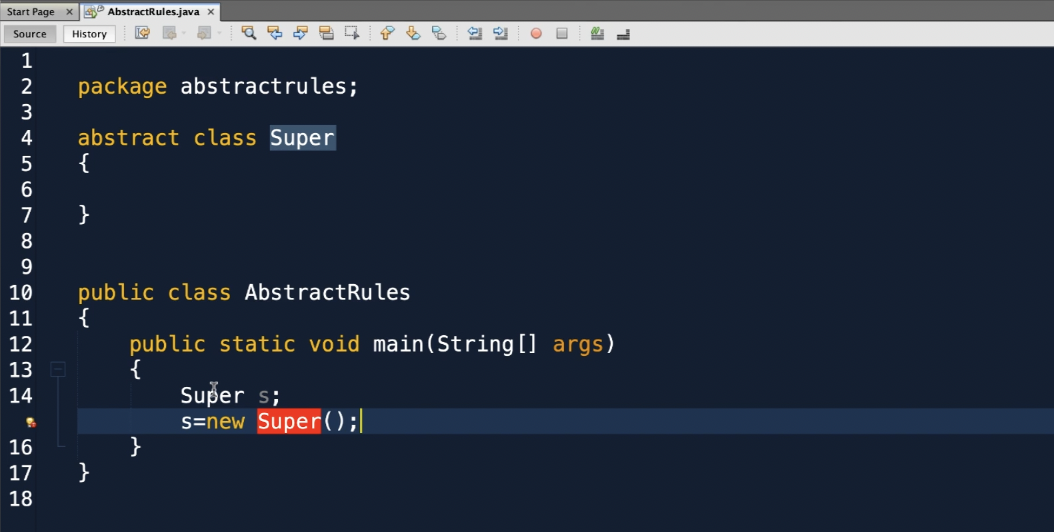 Start Page × AbstractRules.java ×
Source History
1
2 package abstractrules;
3
4 abstract class Super
5 {
6
7 }
8
9
10 public class AbstractRules
11 {
12 public static void main(String[] args)
13 {
14 Super s;
s=new Super();
16 }
17 }
18